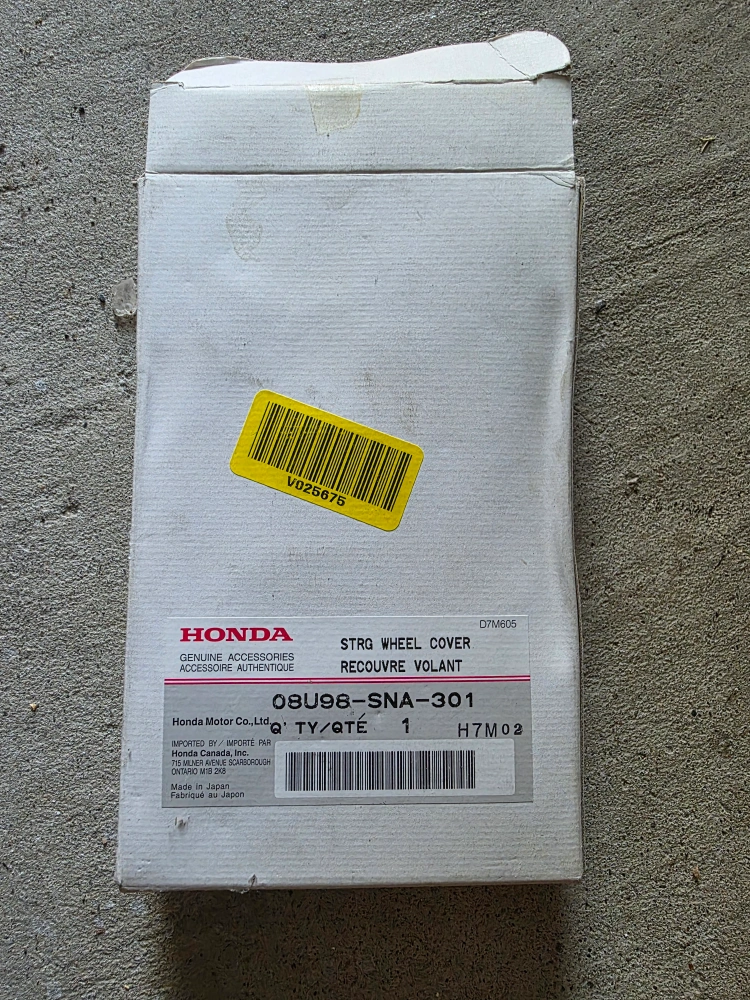 V025675
D7M605
HONDA
GENUINE ACCESSORIES
ACCESSOIRE AUTHENTIQUE
STRG WHEEL COVER
RECOUVRE VOLANT
08U98-SNA-301
Honda Motor Co.,Ltd.
Q' TY/QTÉ 1 H7M02
IMPORTED BY / IMPORTÉ PAR
Honda Canada, Inc.
715 MILNER AVENUE SCARBOROUGH
ONTARIO M1B 2K8
Made in Japan
Fabriqué au Japon